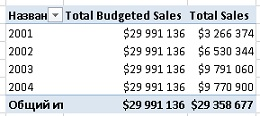 Назван Total Budgeted Sales Total Sales
2001 $29 991 136 $3 266 374
2002 $29 991 136 $6 530 344
2003 $29 991 136 $9 791 060
2004 $29 991 136 $9 770 900
Общий ит $29 991 136 $29 358 677